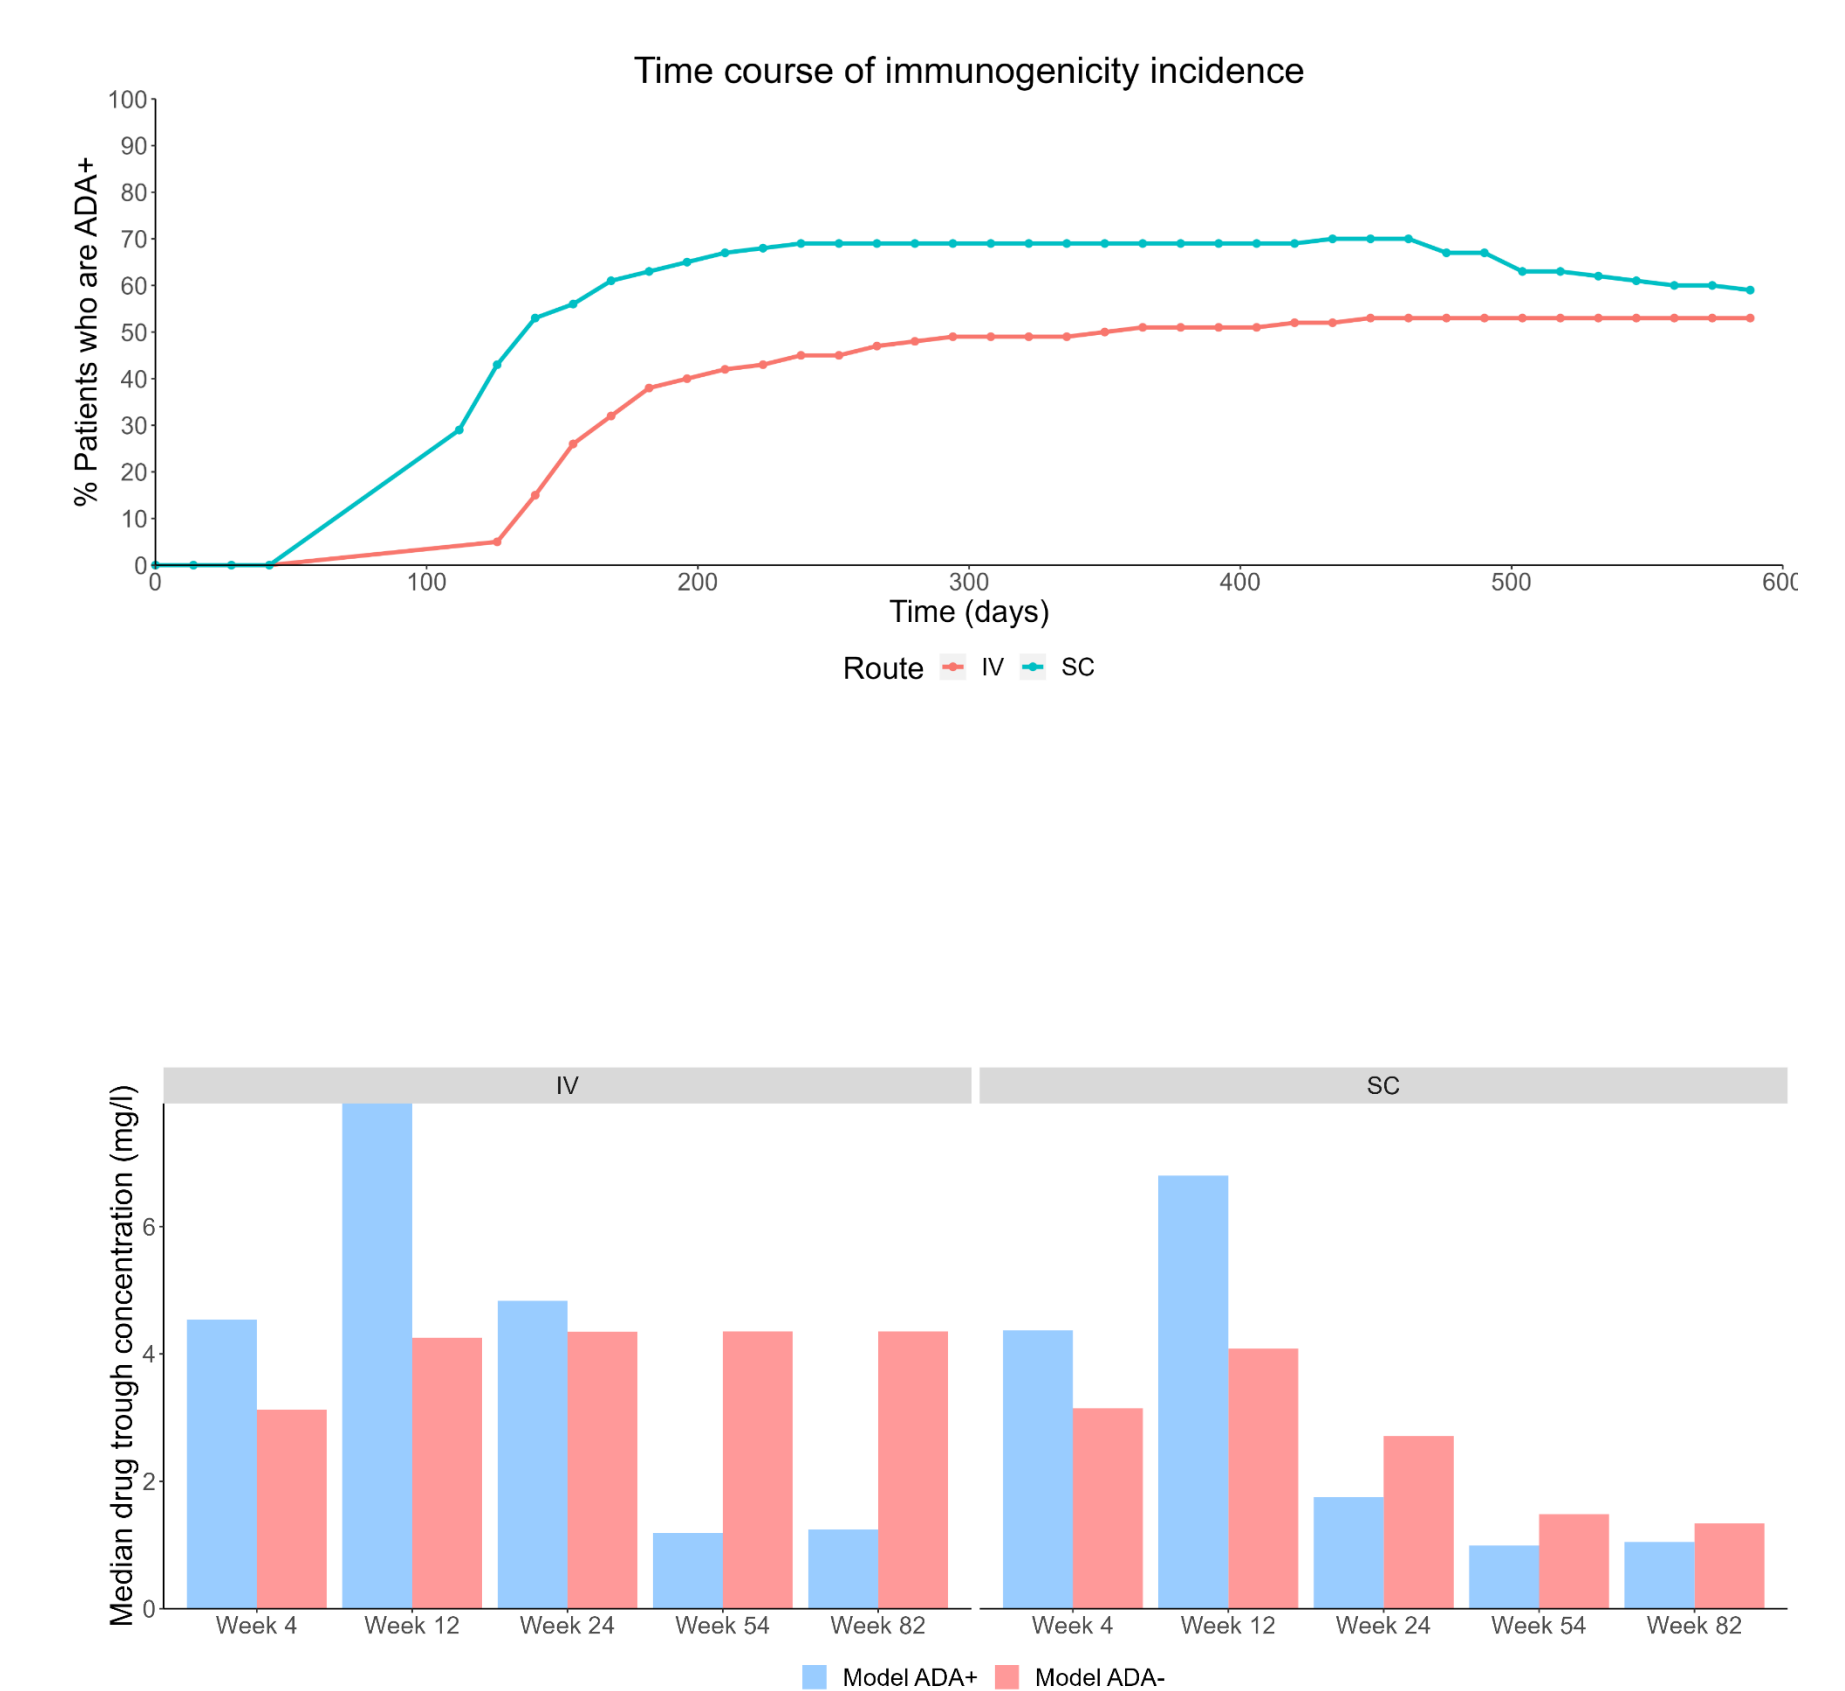 Time course of immunogenicity incidence
100
90
80
70
60
50
40
30
20
10
0
% Patients who are ADA+
0 100 200 300 400 500 600
Time (days)
Route IV SC
IV SC
Median drug trough concentration (mg/l)
6
4
2
0
Week 4 Week 12 Week 24 Week 54 Week 82 Week 4 Week 12 Week 24 Week 54 Week 82
Model ADA+ Model ADA-